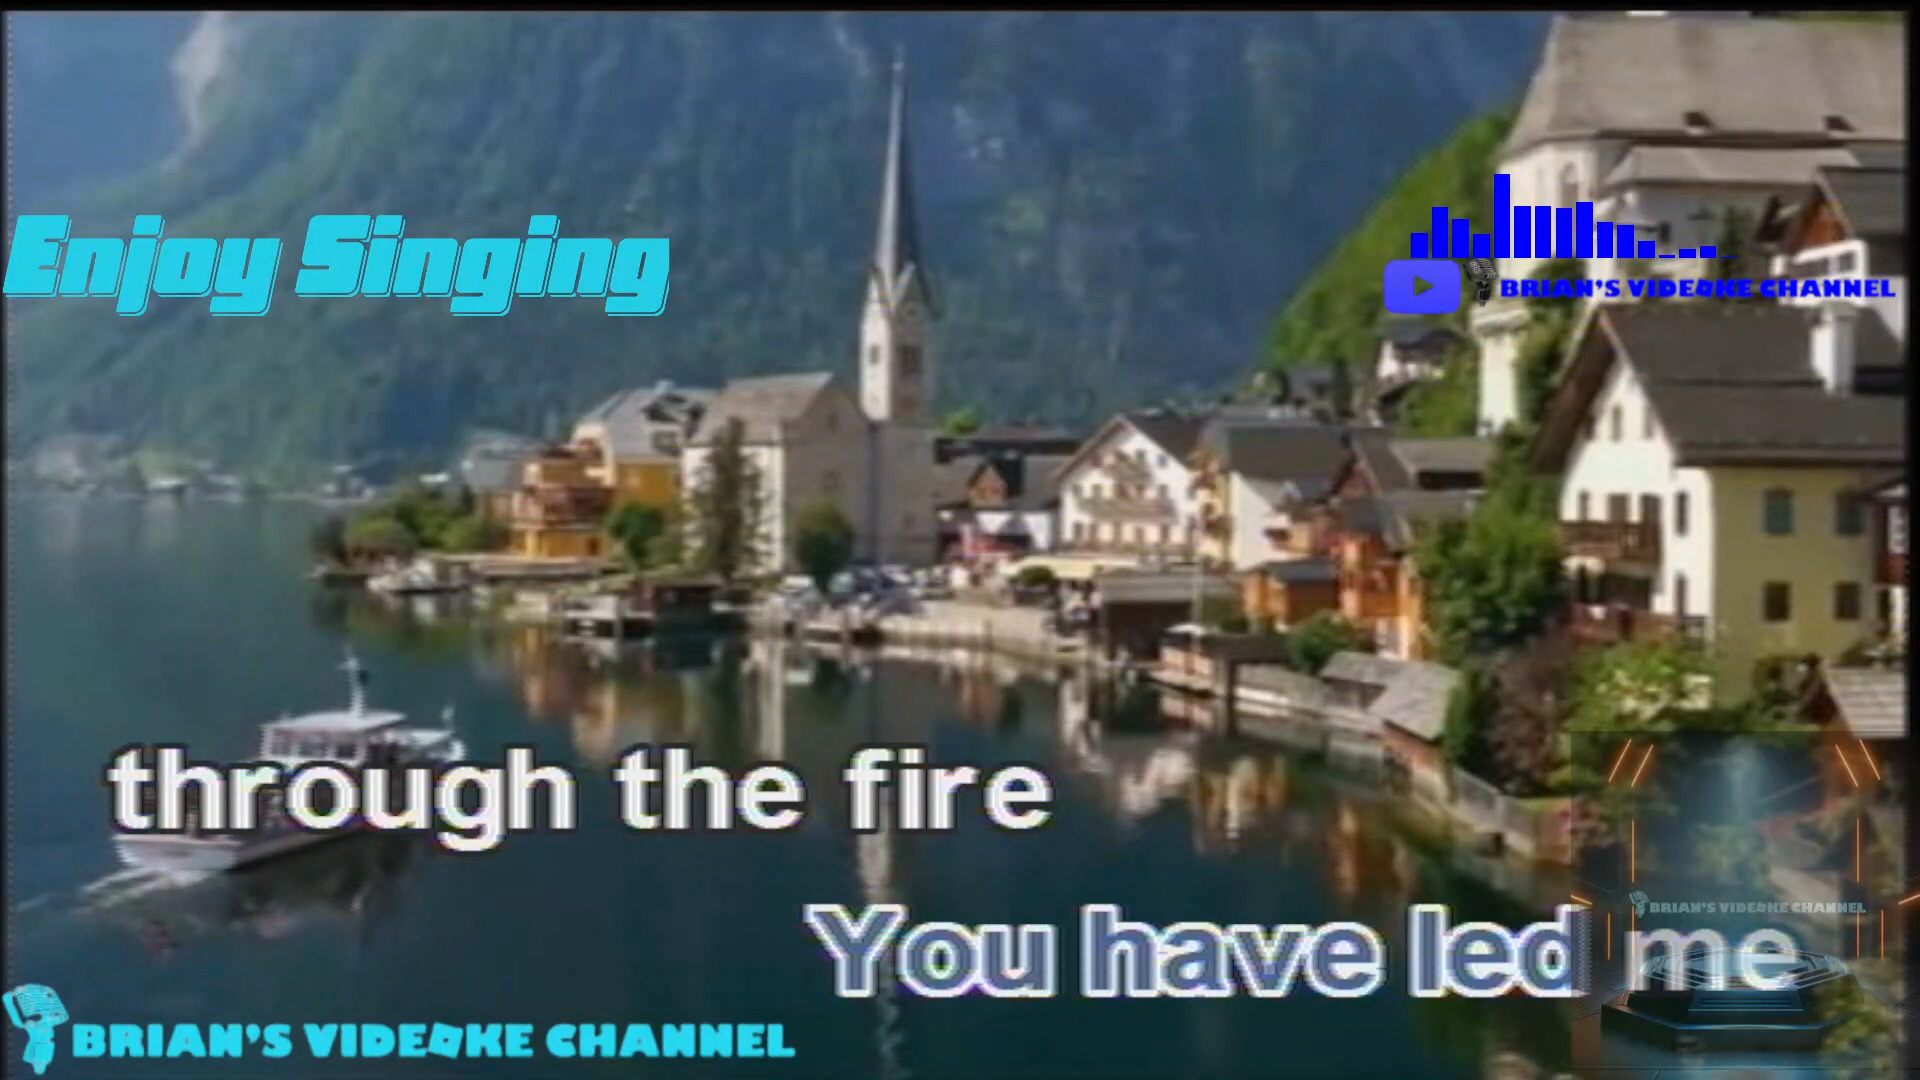 Enjoy Singing
BRIAN'S VIDEOKE CHANNEL
through the fire
BRIAN'S VIDEOKE CHANNEL
You have led me
BRIAN'S VIDEOKE CHANNEL